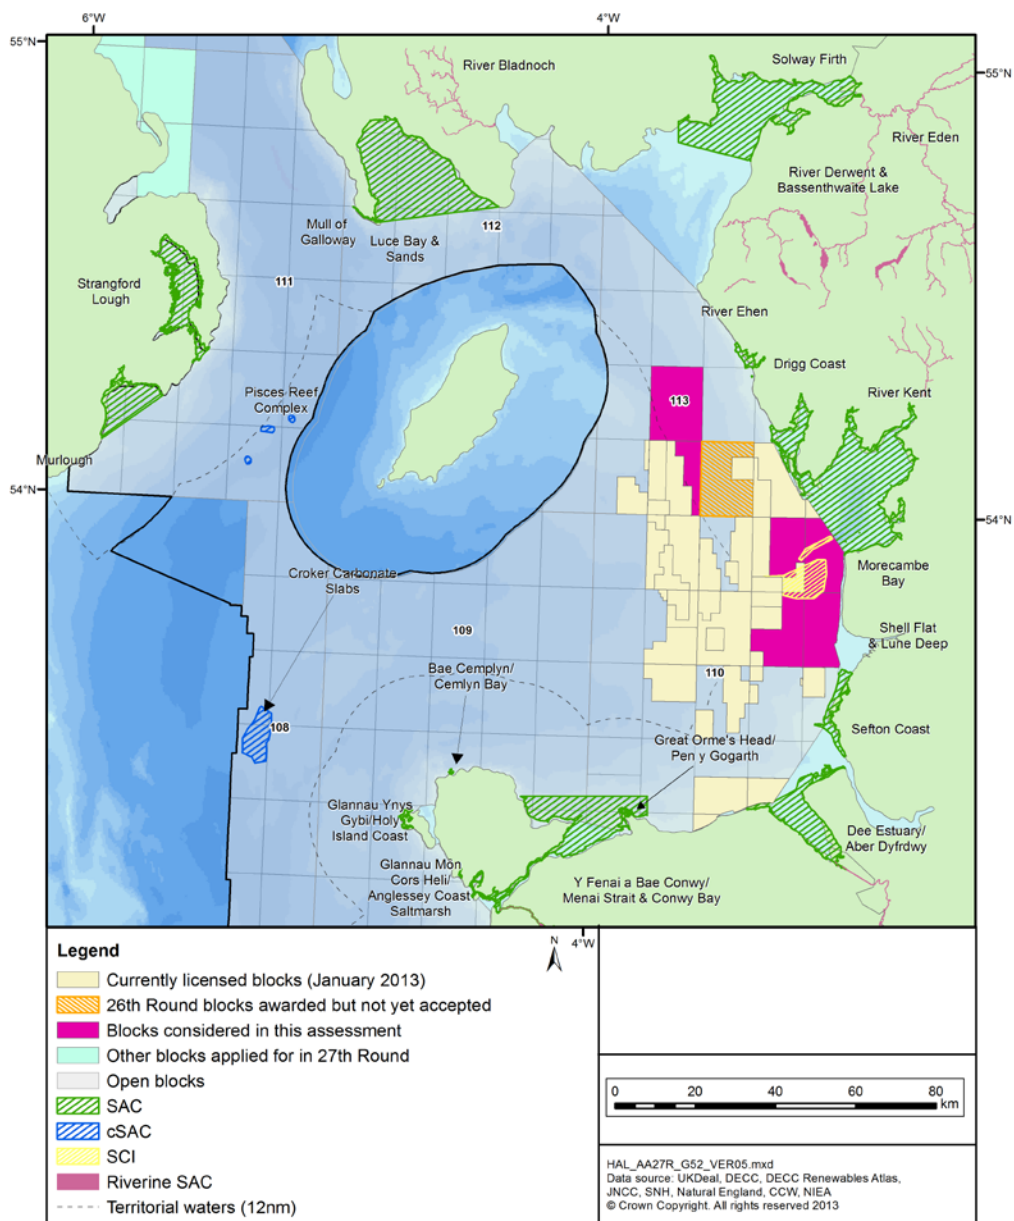 6°W
4°W
55°N
River Bladnoch
Solway Firth
55°N
River Eden
River Derwent &
Bassenthwaite Lake
Mull of
Galloway
Luce Bay &
Sands
112
111
Strangford
Lough
River Ehen
Drigg Coast
Pisces Reef
Complex
113
River Kent
Murlough
54°N
54°N
Croker Carbonate
Slabs
Morecambe
Bay
109
Shell Flat
& Lune Deep
Bae Cemplyn/
Cemlyn Bay
110
108
Sefton Coast
Great Orme's Head/
Pen y Gogarth
Glannau Ynys
Gybi/Holy
Island Coast
Dee Estuary/
Aber Dyfrdwy
Glannau Môn
Cors Heli/
Anglessey Coast
Saltmarsh
Y Fenai a Bae Conwy/
Menai Strait & Conwy Bay
4°W
N
Legend
Currently licensed blocks (January 2013)
26th Round blocks awarded but not yet accepted
Blocks considered in this assessment
Other blocks applied for in 27th Round
Open blocks
SAC
cSAC
SCI
Riverine SAC
Territorial waters (12nm)
0 20 40 60 80
km
HAL_AA27R_G52_VER05.mxd
Data source: UKDeal, DECC, DECC Renewables Atlas,
JNCC, SNH, Natural England, CCW, NIEA
© Crown Copyright. All rights reserved 2013